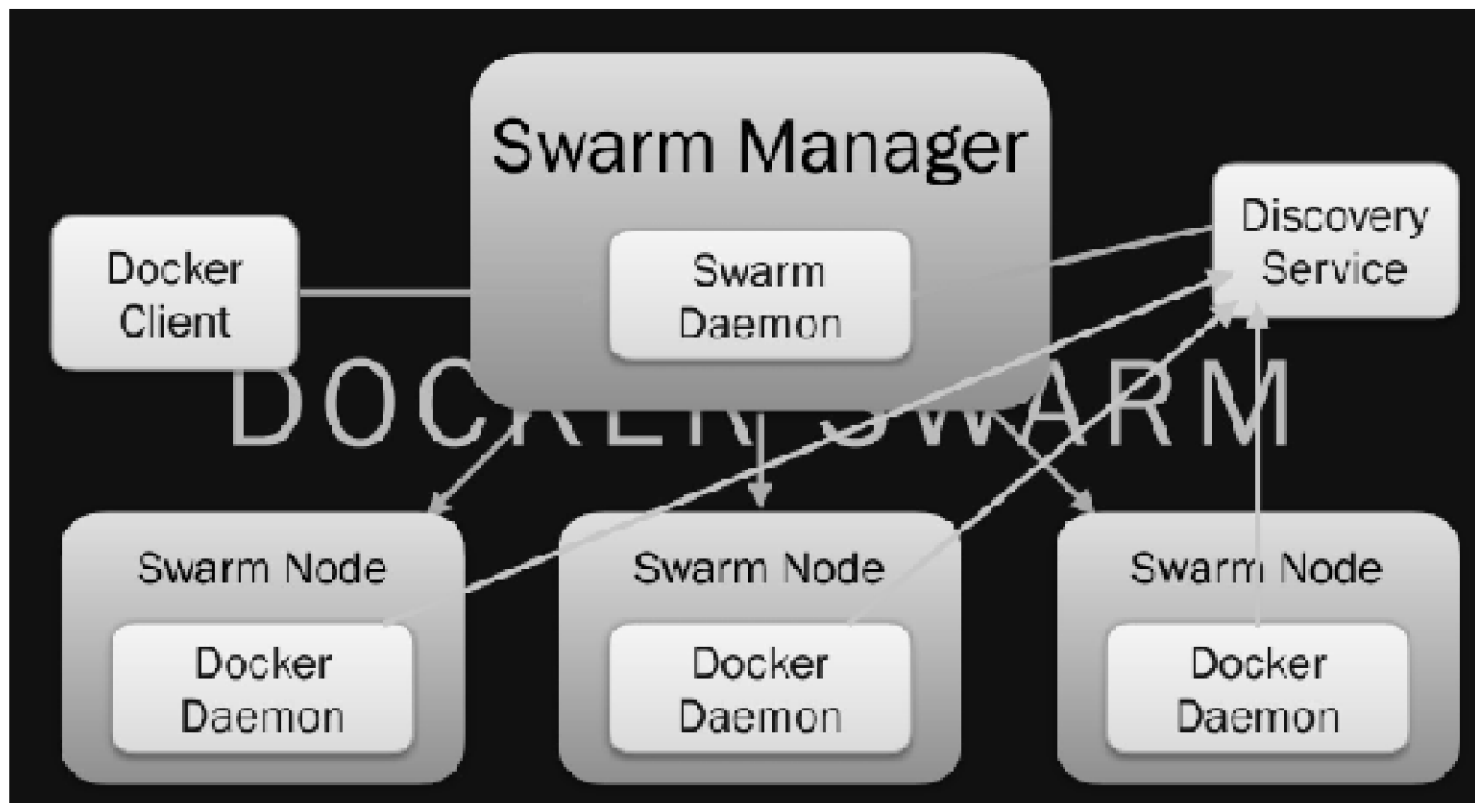 Swarm Manager
Docker
Client
Swarm
Daemon
Discovery
Service
DOCKER SWARM
Swarm Node
Docker
Daemon
Swarm Node
Docker
Daemon
Swarm Node
Docker
Daemon